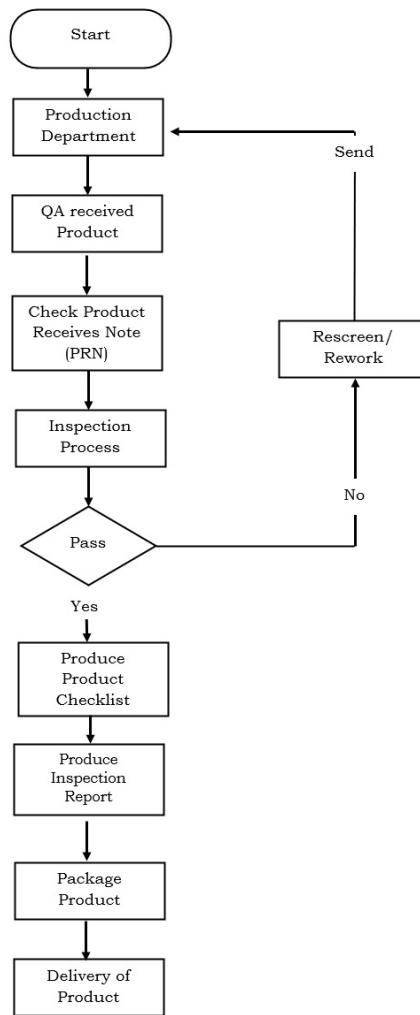 Start
Production
Department
Send
QA received
Product
Check Product
Receives Note
(PRN)
Rescreen/
Rework
Inspection
Process
No
Pass
Yes
Produce
Product
Checklist
Produce
Inspection
Report
Package
Product
Delivery of
Product